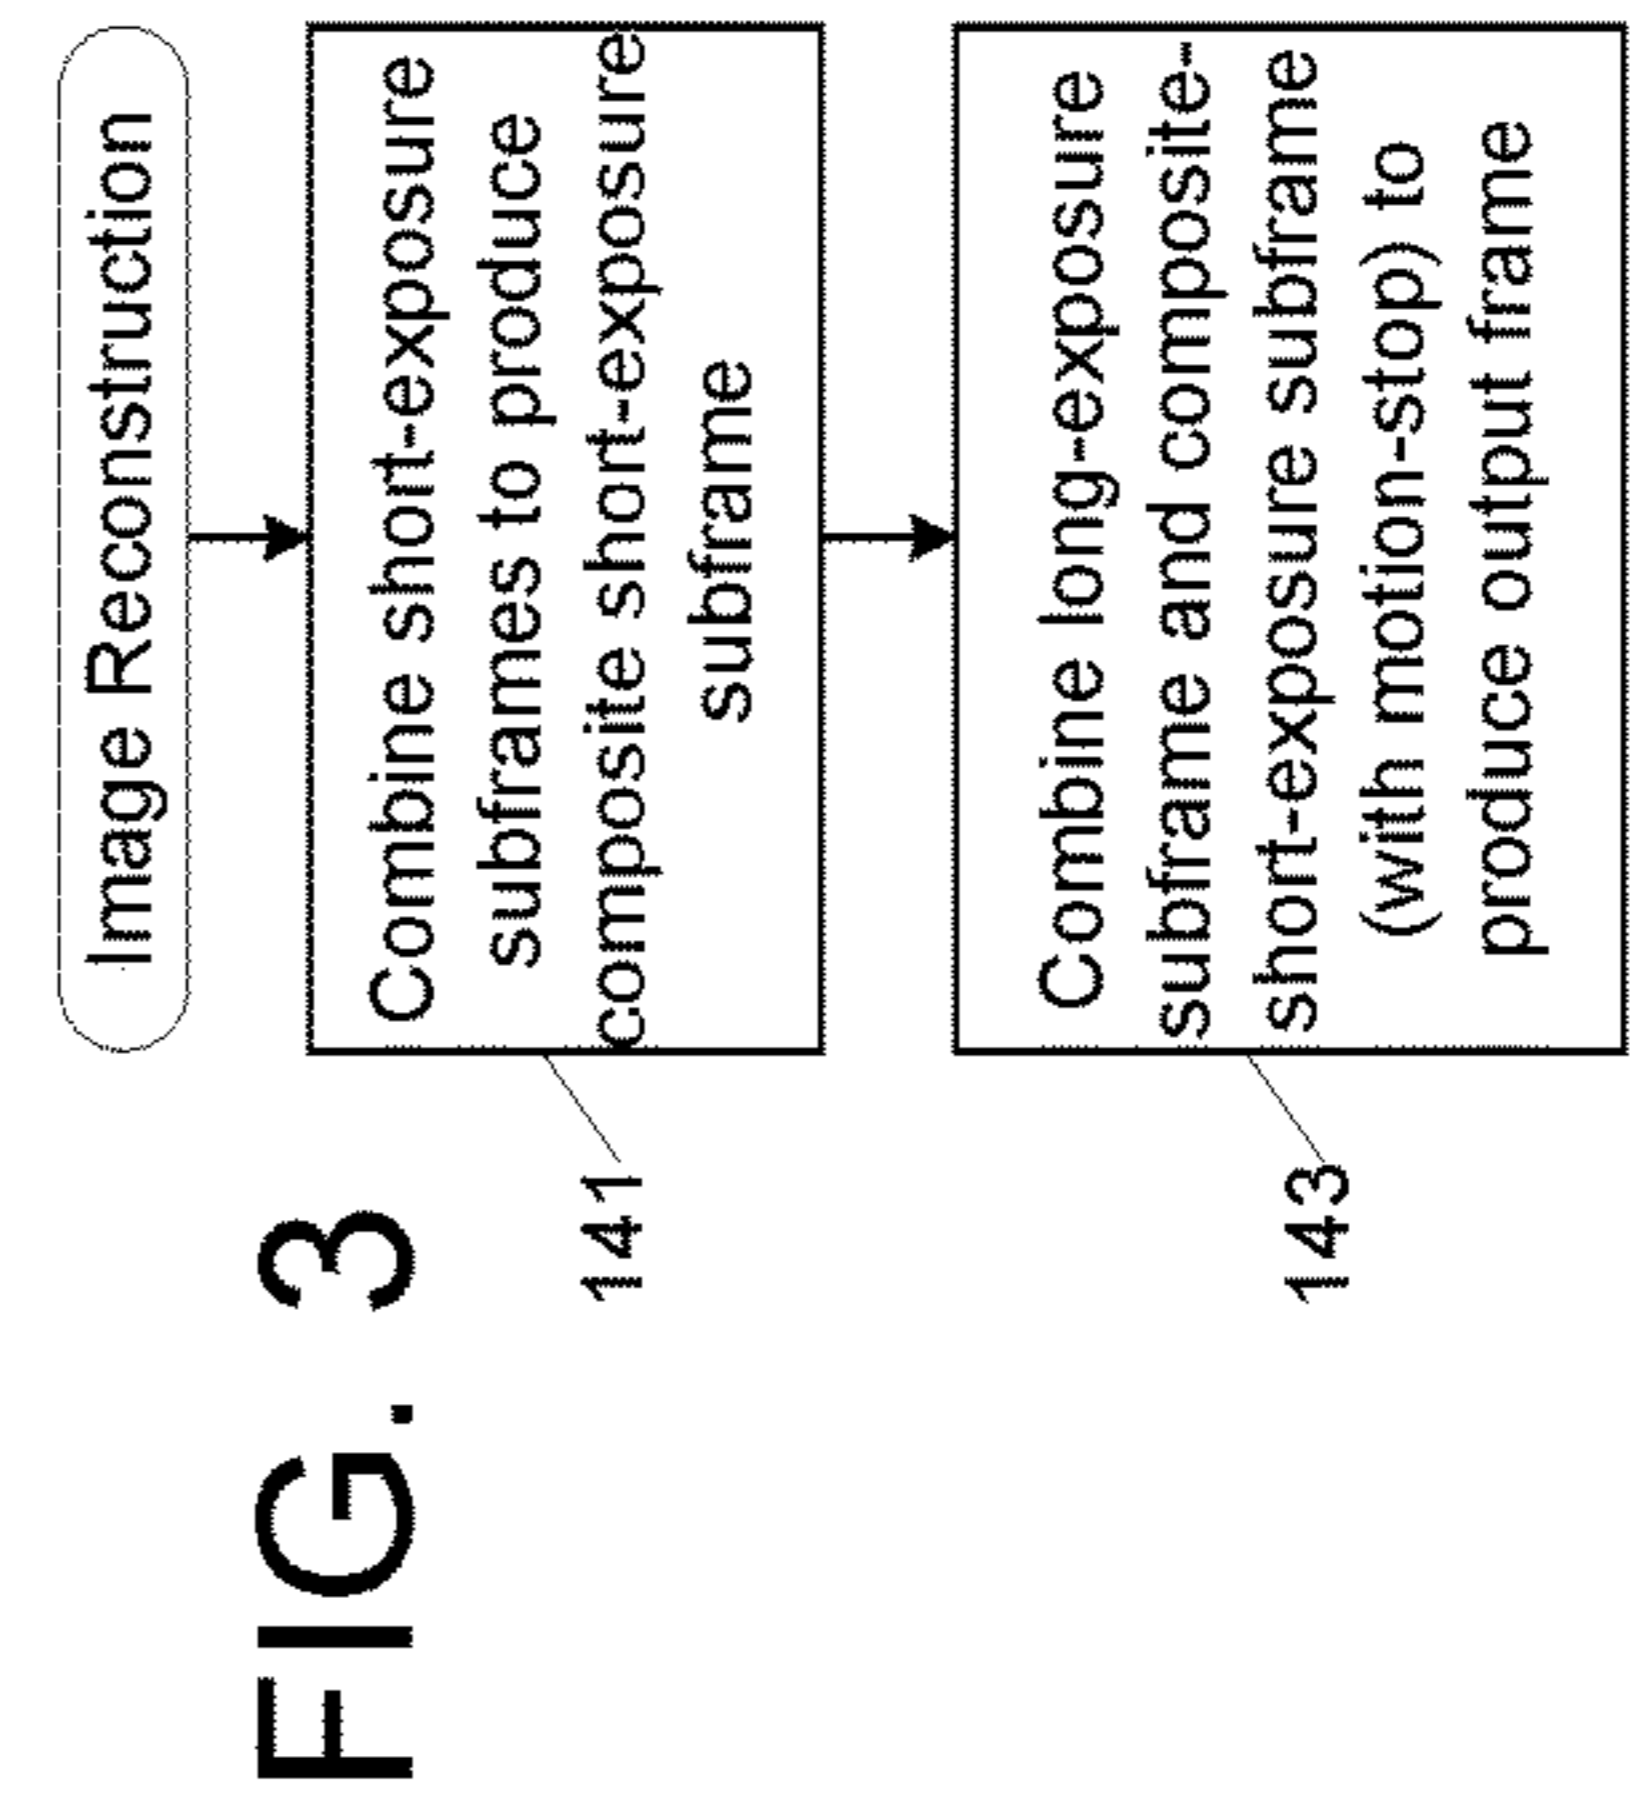 Image Reconstruction
Combine short-exposure
subframes to produce
composite short-exposure
subframe
141
Combine long-exposure
subframe and composite-
short-exposure subframe
(with motion-stop) to
produce output frame
143
FIG. 3